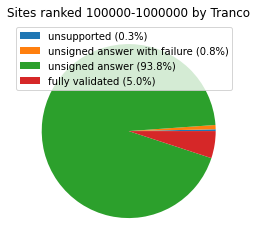 Sites ranked 100000-1000000 by Tranco
unsupported (0.3%)
unsigned answer with failure (0.8%)
unsigned answer (93.8%)
fully validated (5.0%)